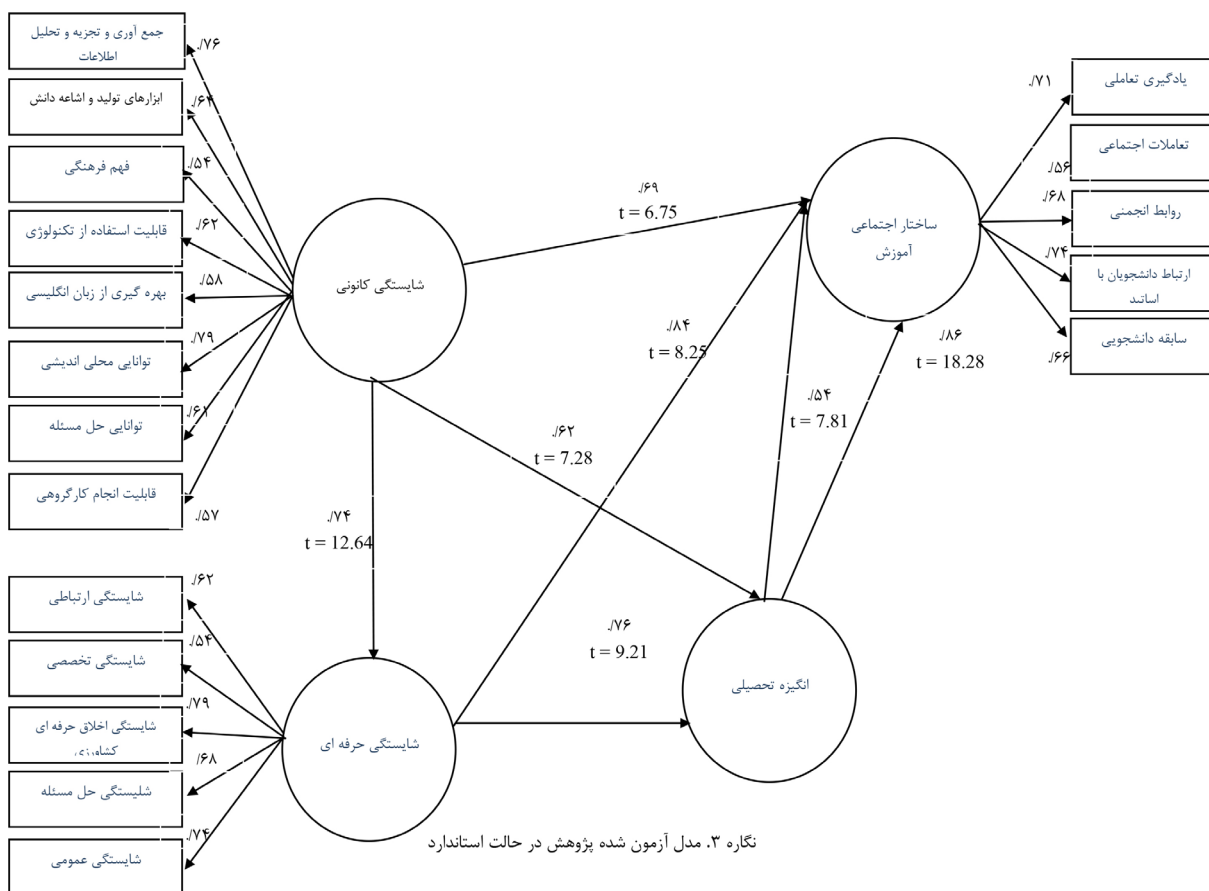 جمع آوری و تجزیه و تحلیل
اطلاعات
./۷۶
ابزارهای تولید و اشاعه دانش
./۶۴
فهم فرهنگی
./۵۴
قابلیت استفاده از تکنولوژی
./۶۲
بهره گیری از زبان انگلیسی
./۵۸
توانایی محلی اندیشی
./۷۹
توانایی حل مسئله
./۶۱
قابلیت انجام کارگروهی
./۵۷
شایستگی کانونی
./۶۹
t = 6.75
ساختار اجتماعی
آموزش
یادگیری تعاملی
./۷۱
تعاملات اجتماعی
./۵۶
روابط انجمنی
./۶۸
ارتباط دانشجویان با
اساتید
./۷۴
سابقه دانشجویی
./۶۶
./۸۴
t = 8.25
./۸۶
t = 18.28
./۵۴
t = 7.81
./۶۲
t = 7.28
./۷۴
t = 12.64
./۷۶
t = 9.21
انگیزه تحصیلی
شایستگی حرفه ای
شایستگی ارتباطی
./۶۲
شایستگی تخصصی
./۵۴
شایستگی اخلاق حرفه ای
کشاورزی
./۷۹
شلیستگی حل مسئله
/۶۸
شایستگی عمومی
./۷۴
نگاره ۳. مدل آزمون شده پژوهش در حالت استاندارد